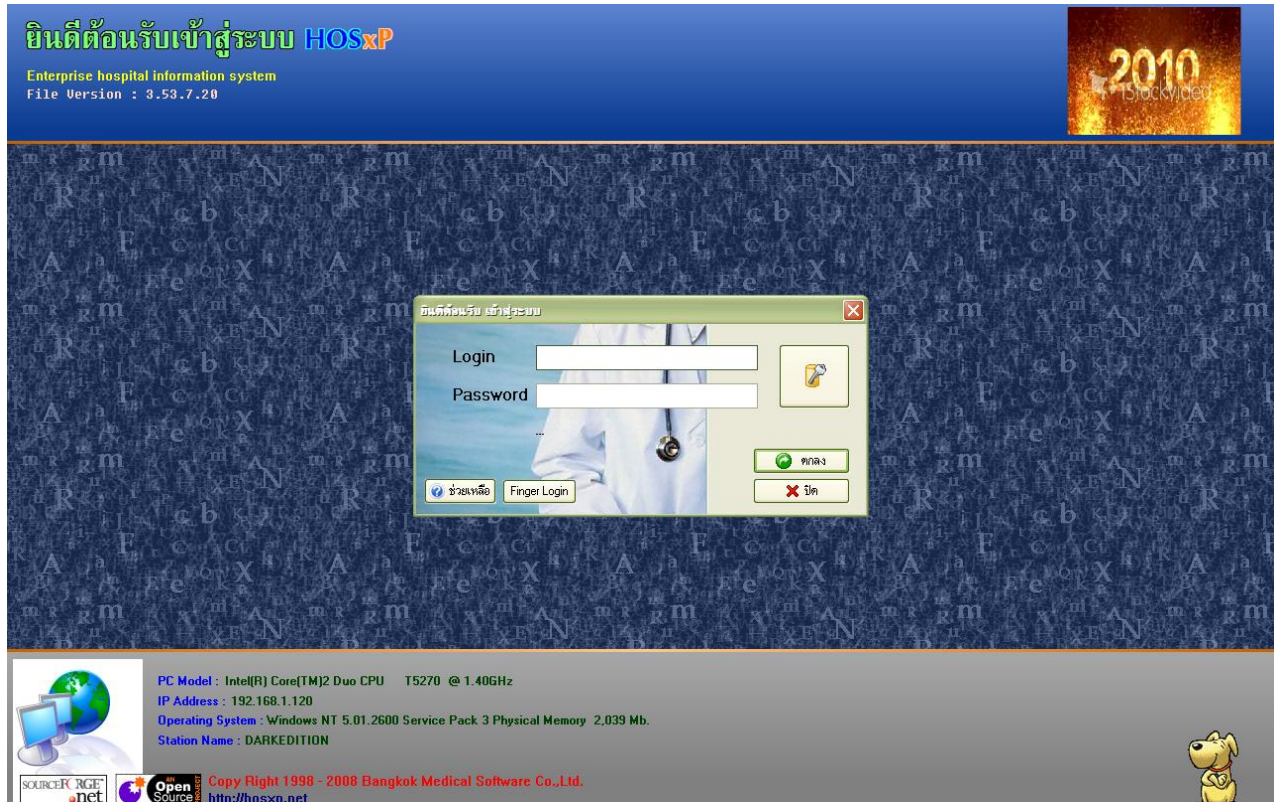 ยินดีต้อนรับเข้าสู่ระบบ HOSxP
Enterprise hospital information system
File Version : 3.53.7.20
2010
ยินดีต้อนรับ เข้าสู่ระบบ
Login
Password
...
ตกลง
ช่วยเหลือ
Finger Login
ปิด
PC Model : Intel(R) Core(TM)2 Duo CPU T5270 @ 1.40GHz
IP Address : 192.168.1.120
Operating System : Windows NT 5.01.2600 Service Pack 3 Physical Memory 2,039 Mb.
Station Name : DARKEDITION
SOURCEFORGE
.net
Open
Source
PROJECT
Copy Right 1998 - 2008 Bangkok Medical Software Co.,Ltd.
http://hosxp.net